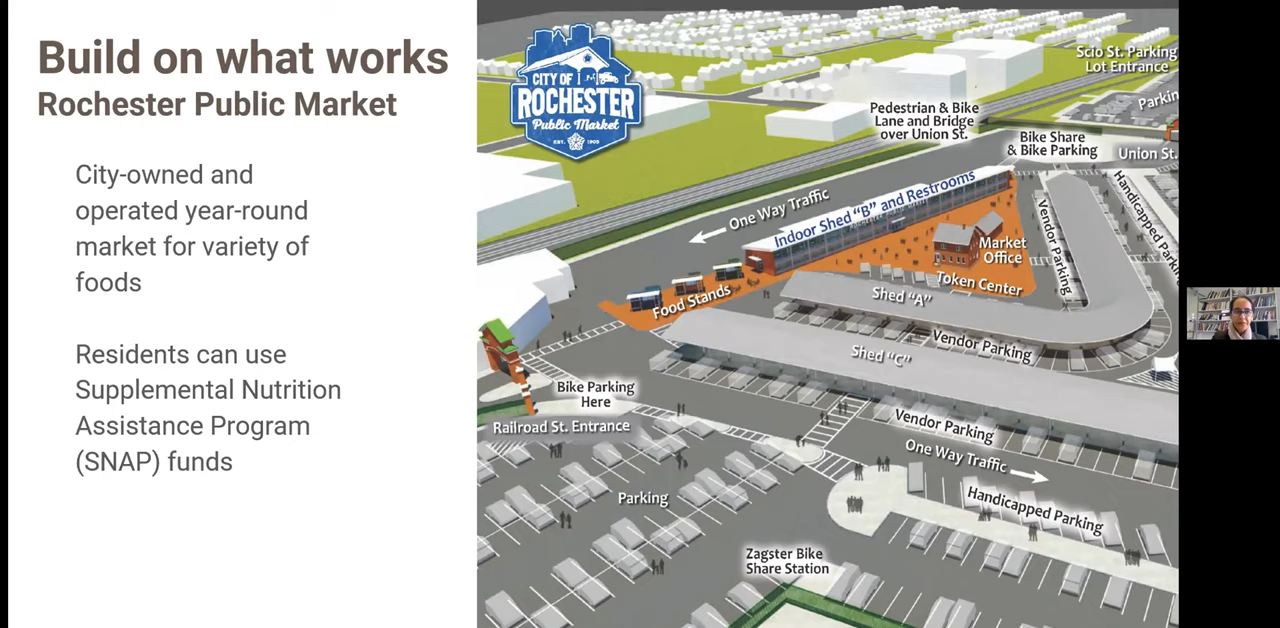 Build on what works
Rochester Public Market
City-owned and
operated year-round
market for variety of
foods
Residents can use
Supplemental Nutrition
Assistance Program
(SNAP) funds
CITY OF
ROCHESTER
Public Market
EST. 1905
Scio St. Parking
Lot Entrance
Parkin
Pedestrian & Bike
Lane and Bridge
over Union St.
Bike Share
& Bike Parking
Union St.
One Way Traffic
Indoor Shed "B" and Restrooms
Vendor Parking
Handicapped Parkin
Market
Office
Token Center
Food Stands
Shed "A"
Vendor Parking
Shed "C"
Bike Parking
Here
Railroad St. Entrance
Vendor Parking
One Way Traffic
Parking
Handicapped Parking
Zagster Bike
Share Station